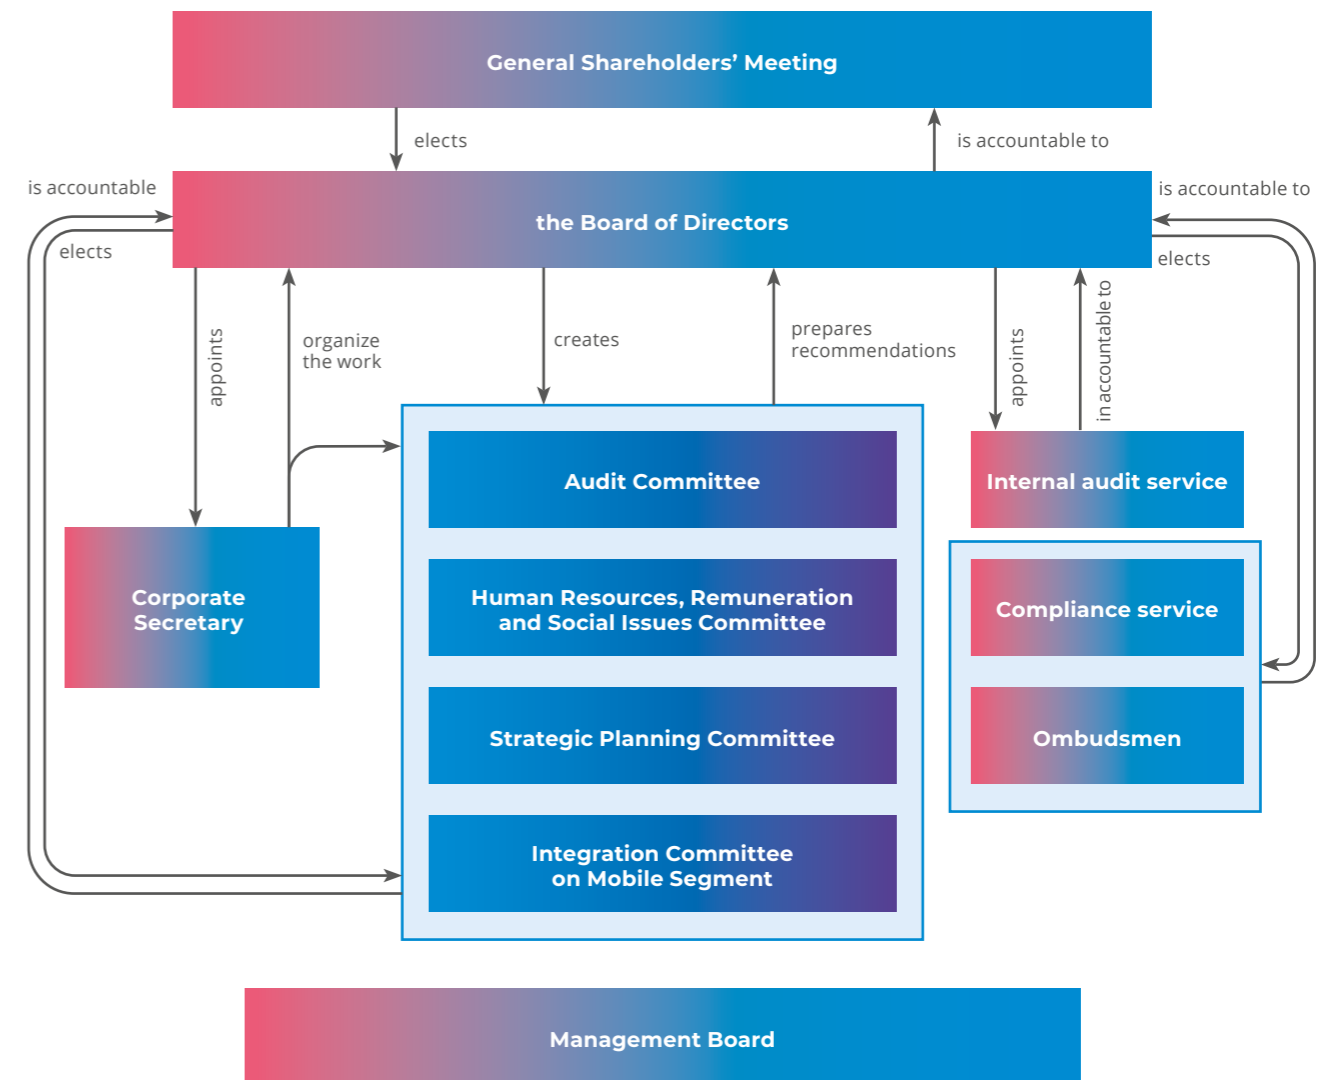 General Shareholders’ Meeting
elects
is accountable to
is accountable
is accountable to
the Board of Directors
elects
elects
appoints
organize
the work
creates
prepares
recommendations
appoints
in accountable to
Audit Committee
Internal audit service
Corporate
Secretary
Human Resources, Remuneration
and Social Issues Committee
Compliance service
Strategic Planning Committee
Ombudsmen
Integration Committee
on Mobile Segment
Management Board